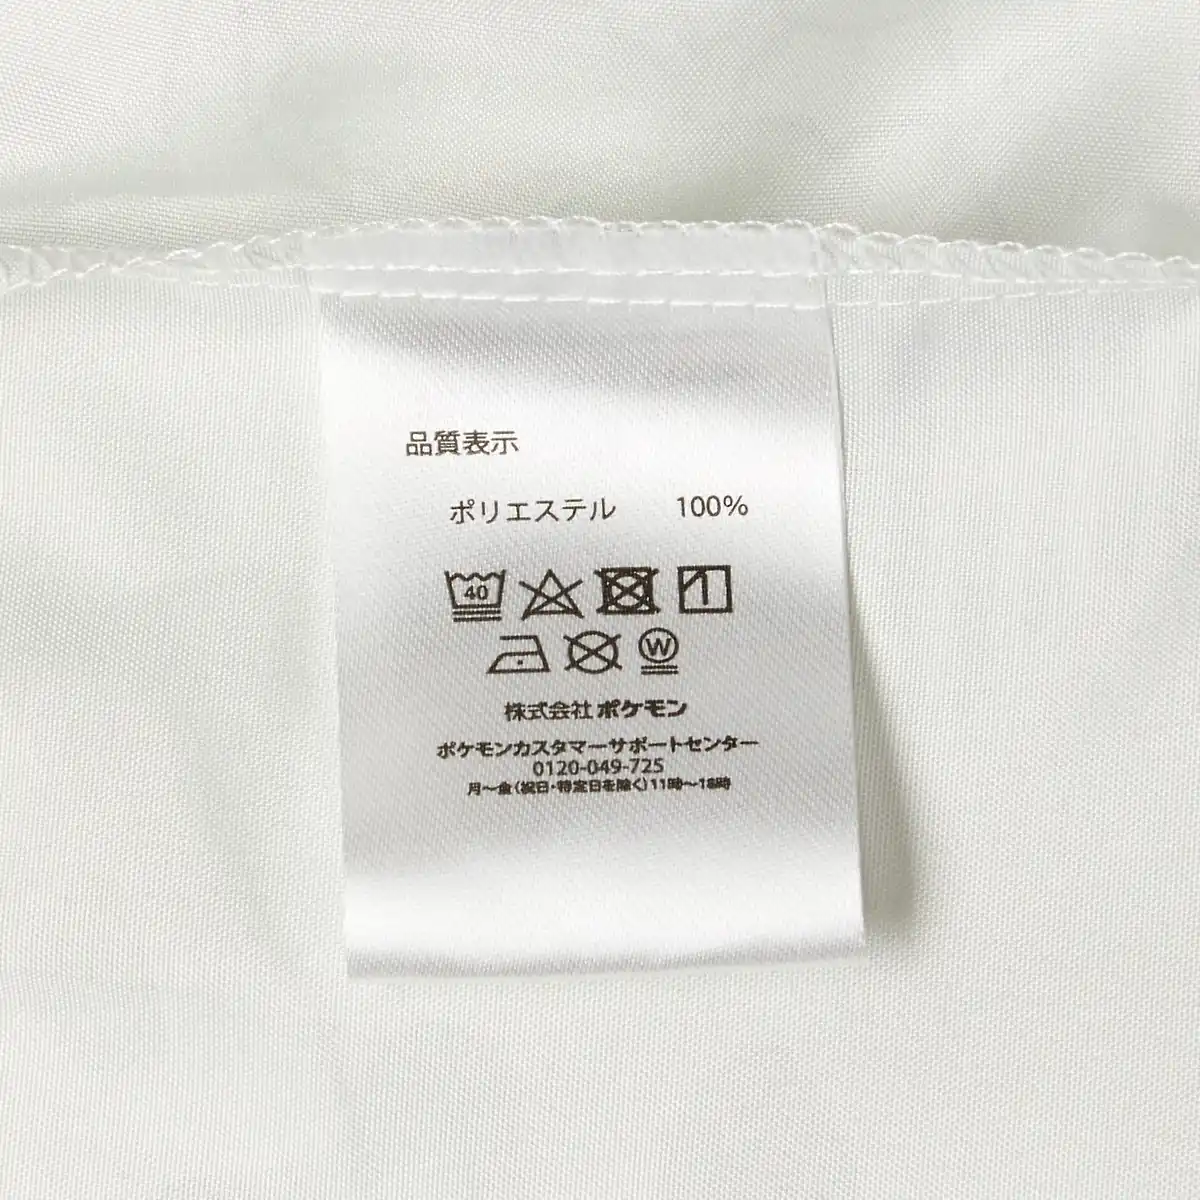 品質表示
ポリエステル 100%
40
W
株式会社ポケモン
ポケモンカスタマーサポートセンター
0120-049-725
月～金(祝日・特定日を除く)11時～18時